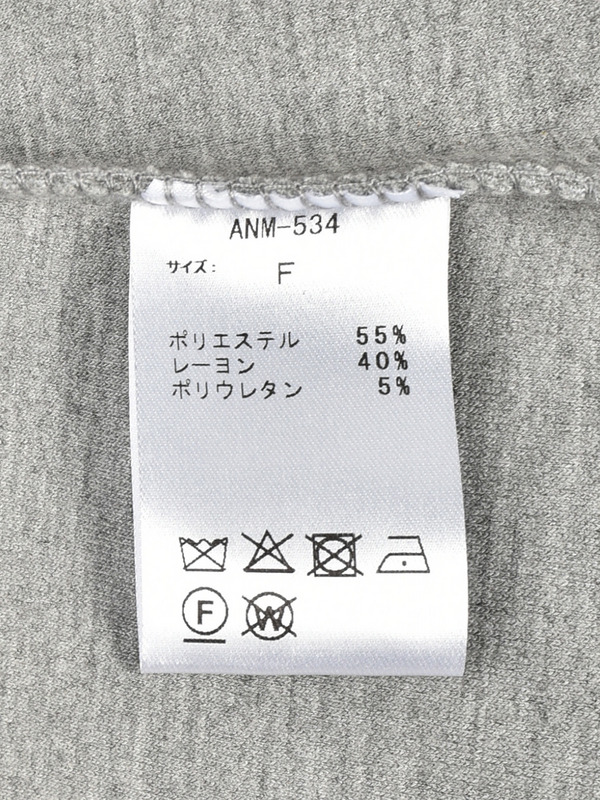 ANM-534
サイズ: F
ポリエステル 55%
レーヨン 40%
ポリウレタン 5%
F W